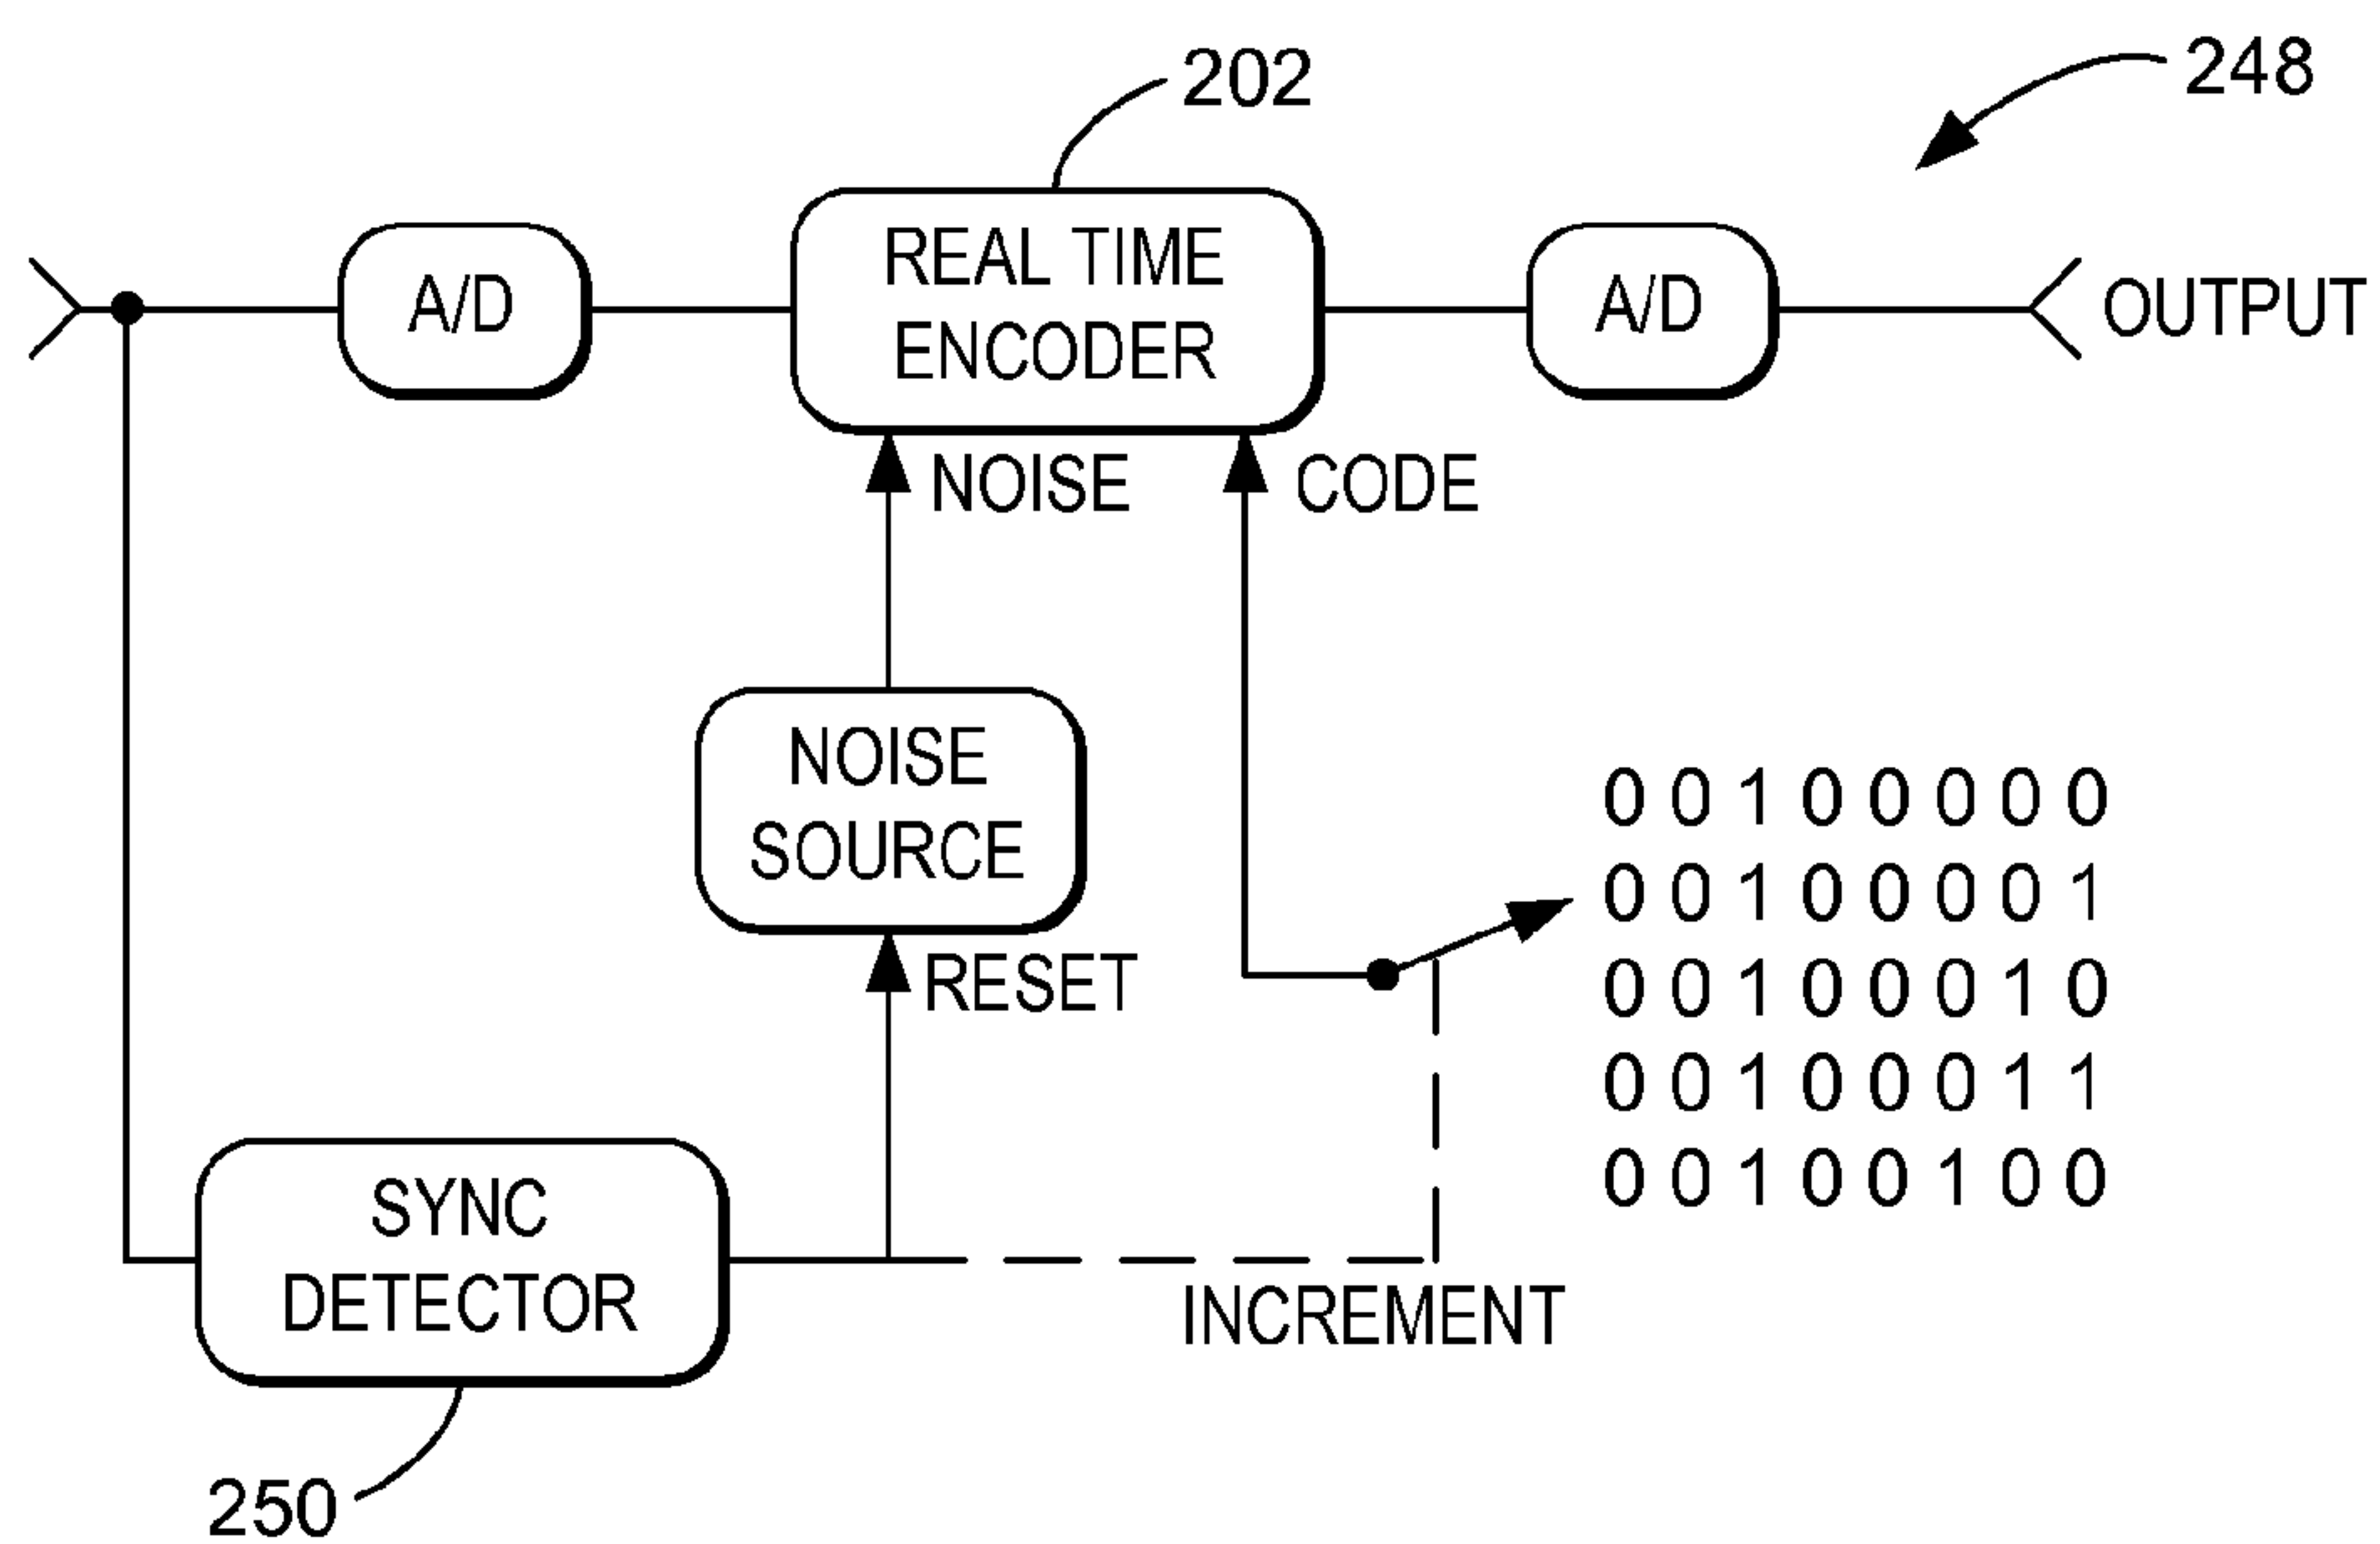 202
248
A/D
REAL TIME
ENCODER
A/D
OUTPUT
NOISE
CODE
NOISE
SOURCE
RESET
0 0 1 0 0 0 0 0
0 0 1 0 0 0 0 1
0 0 1 0 0 0 1 0
0 0 1 0 0 0 1 1
0 0 1 0 0 1 0 0
SYNC
DETECTOR
INCREMENT
250